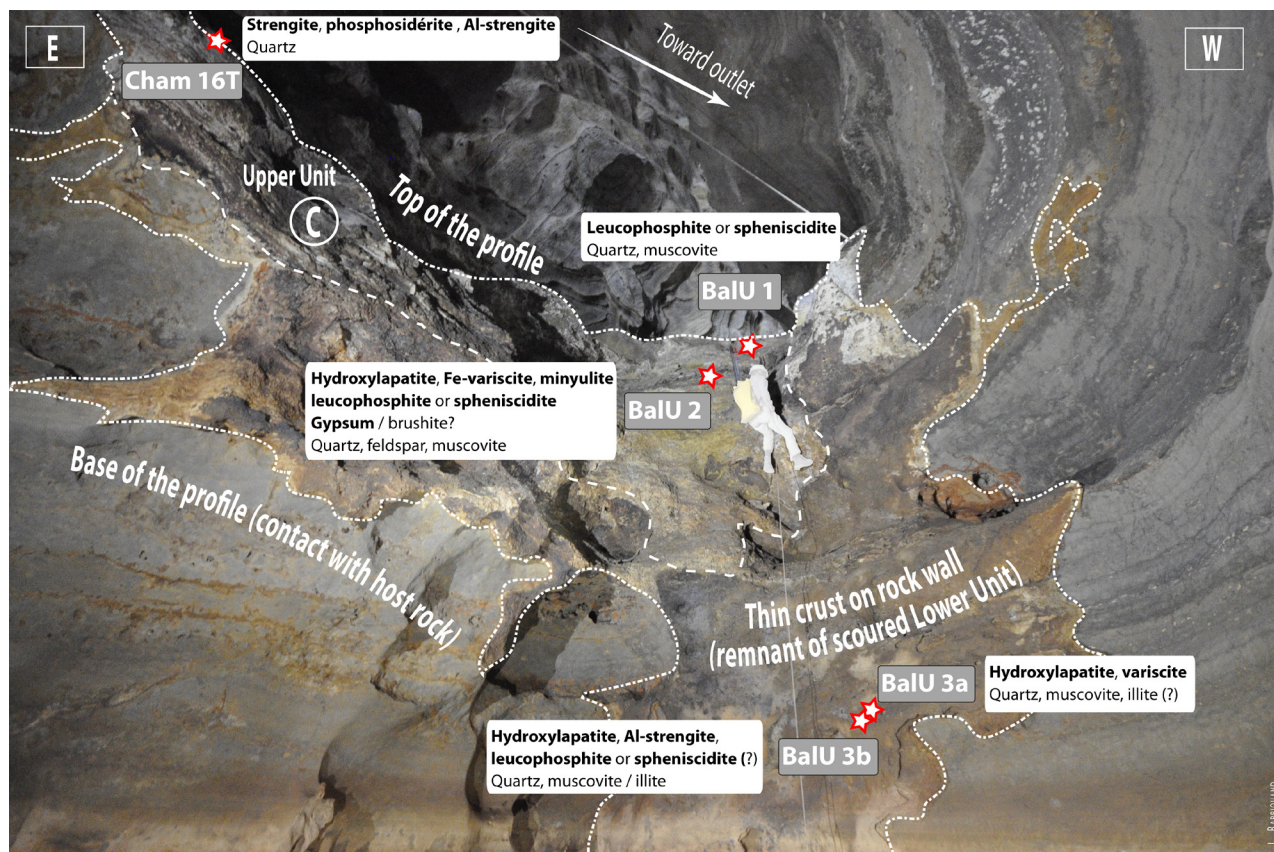 E
Strengite, phosphosidérite , Al-strengite
Quartz
Cham 16T
Toward outlet
W
Upper Unit
C
Top of the profile
Leucophosphite or spheniscidite
Quartz, muscovite
BalU 1
Hydroxylapatite, Fe-variscite, minyulite
leucophosphite or spheniscidite
Gypsum / brushite?
Quartz, feldspar, muscovite
BalU 2
Base of the profile (contact with host rock)
Thin crust on rock wall
(remnant of scoured Lower Unit)
BalU 3a
Hydroxylapatite, variscite
Quartz, muscovite, illite (?)
Hydroxylapatite, Al-strengite,
leucophosphite or spheniscidite (?)
Quartz, muscovite / illite
BalU 3b